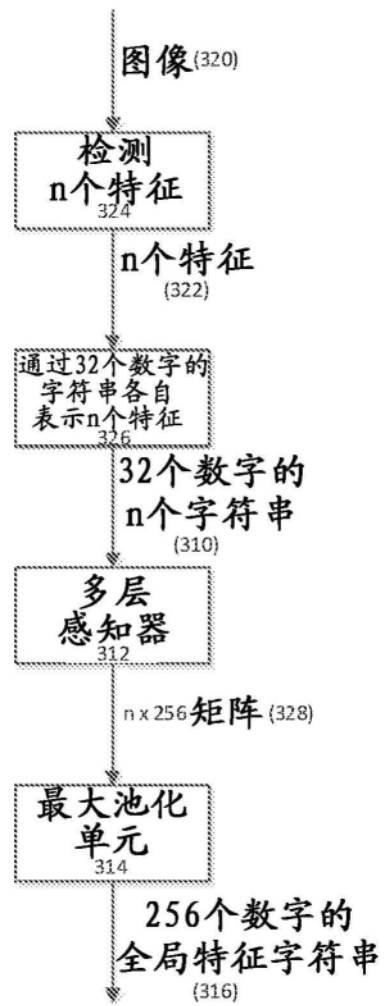 图像(320)
检测
n个特征
324
n个特征
(322)
通过32个数字的
字符串各自
表示n个特征
326
32个数字的
n个字符串
(310)
多层
感知器
312
n x 256 矩阵 (328)
最大池化
单元
314
256个数字的
全局特征字符串
(316)